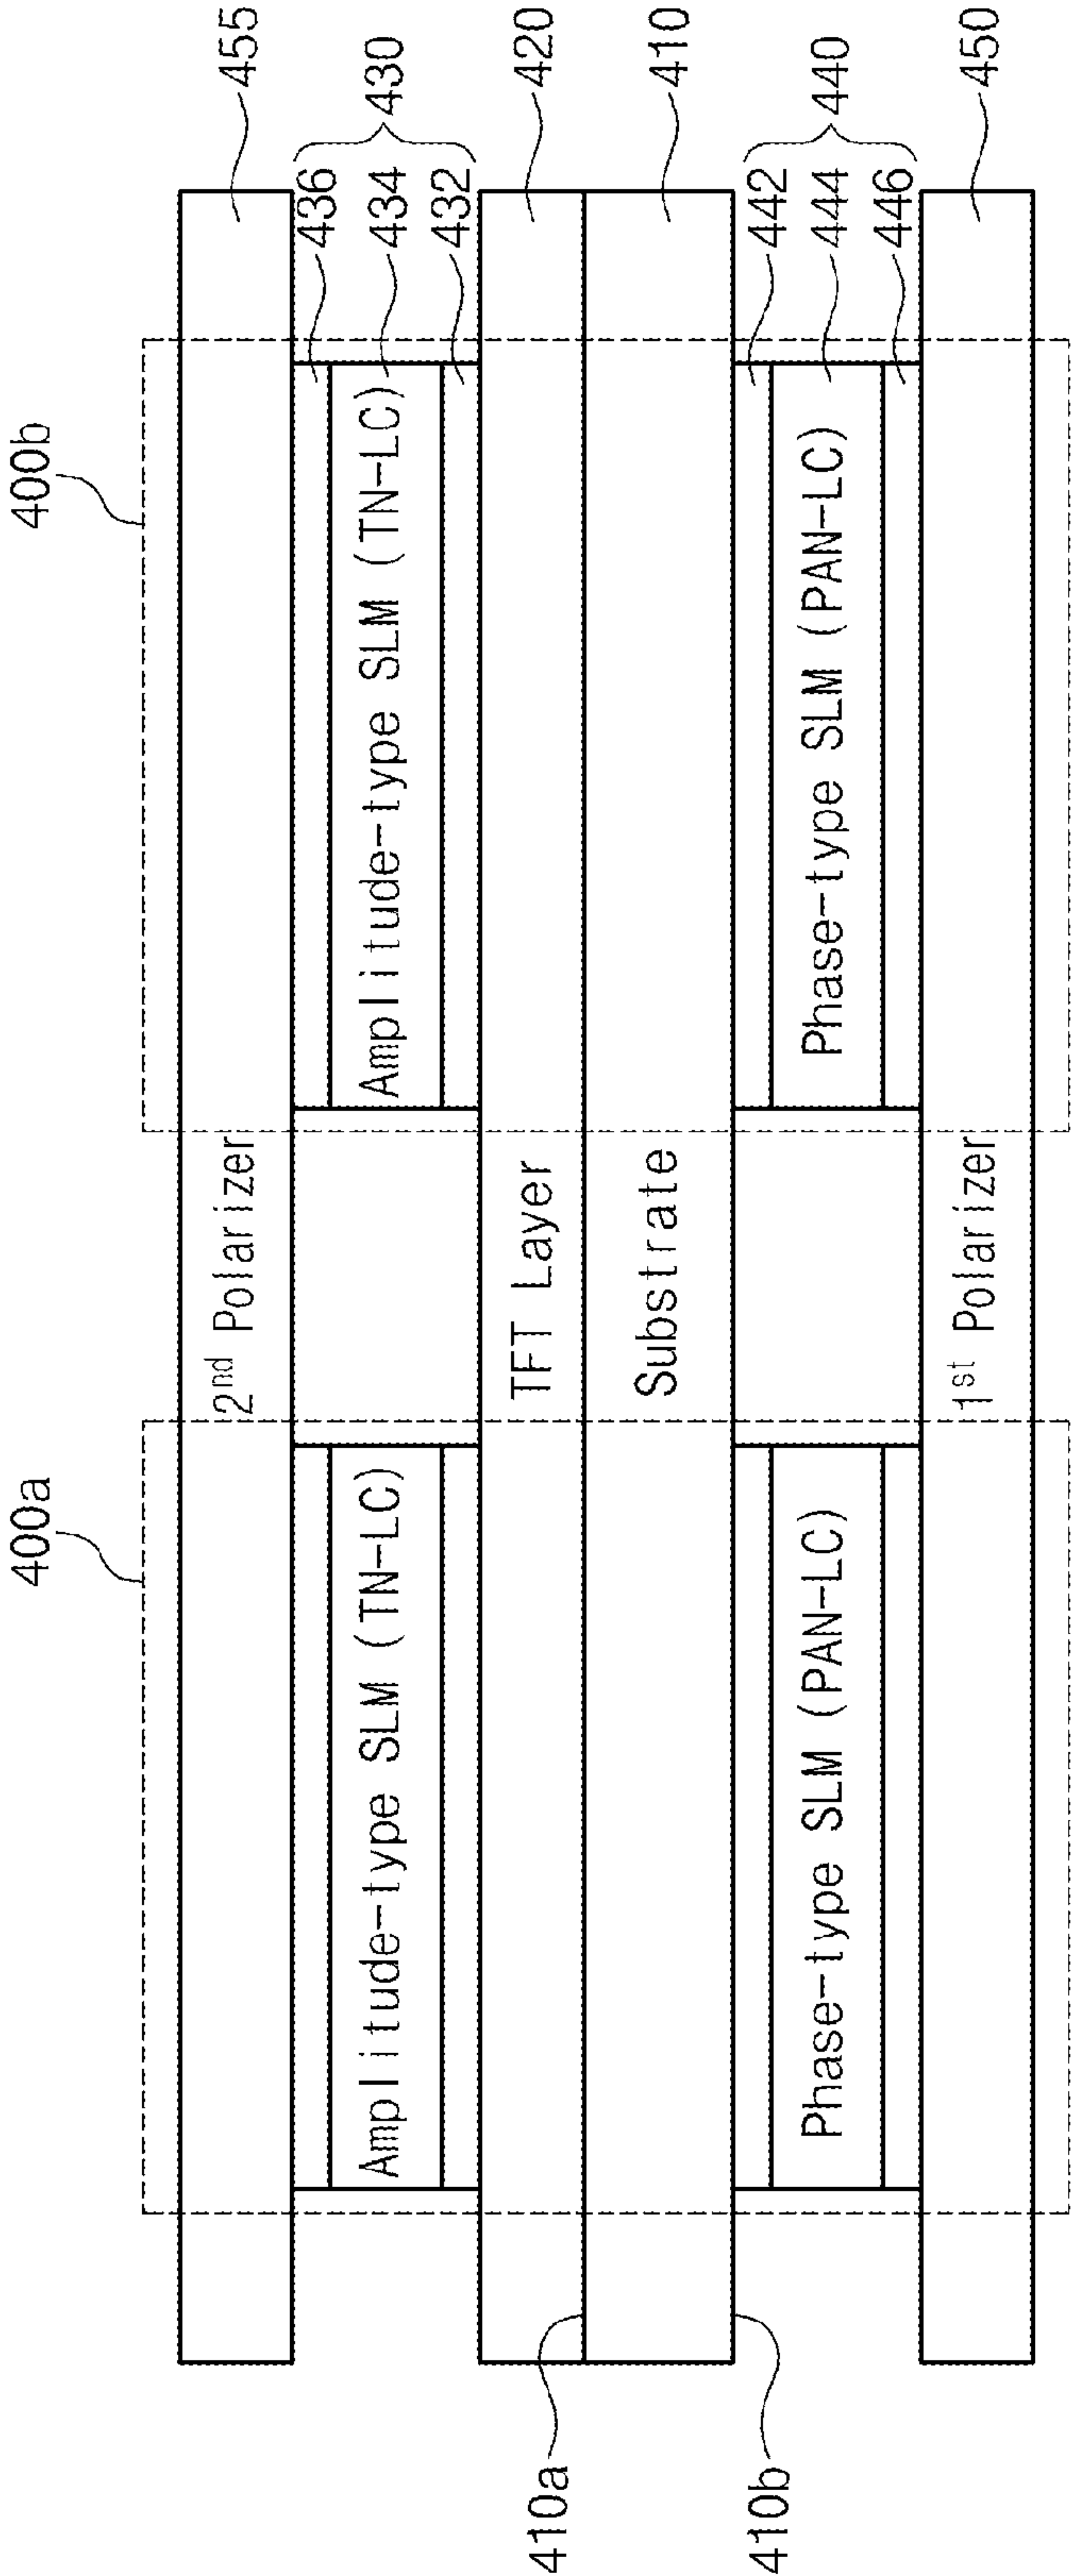 400a
400b
2nd Polarizer
455
436
Amplitude-type SLM (TN-LC)
Amplitude-type SLM (TN-LC)
434
430
432
TFT Layer
420
410a
Substrate
410
410b
442
Phase-type SLM (PAN-LC)
Phase-type SLM (PAN-LC)
444
440
446
1st Polarizer
450